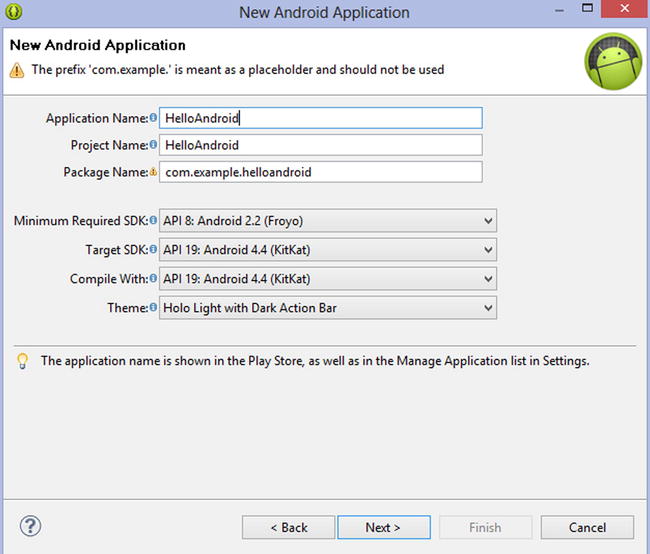 New Android Application
New Android Application
The prefix 'com.example.' is meant as a placeholder and should not be used
Application Name: HelloAndroid
Project Name: HelloAndroid
Package Name: com.example.helloandroid
Minimum Required SDK: API 8: Android 2.2 (Froyo)
Target SDK: API 19: Android 4.4 (KitKat)
Compile With: API 19: Android 4.4 (KitKat)
Theme: Holo Light with Dark Action Bar
The application name is shown in the Play Store, as well as in the Manage Application list in Settings.
< Back Next > Finish Cancel